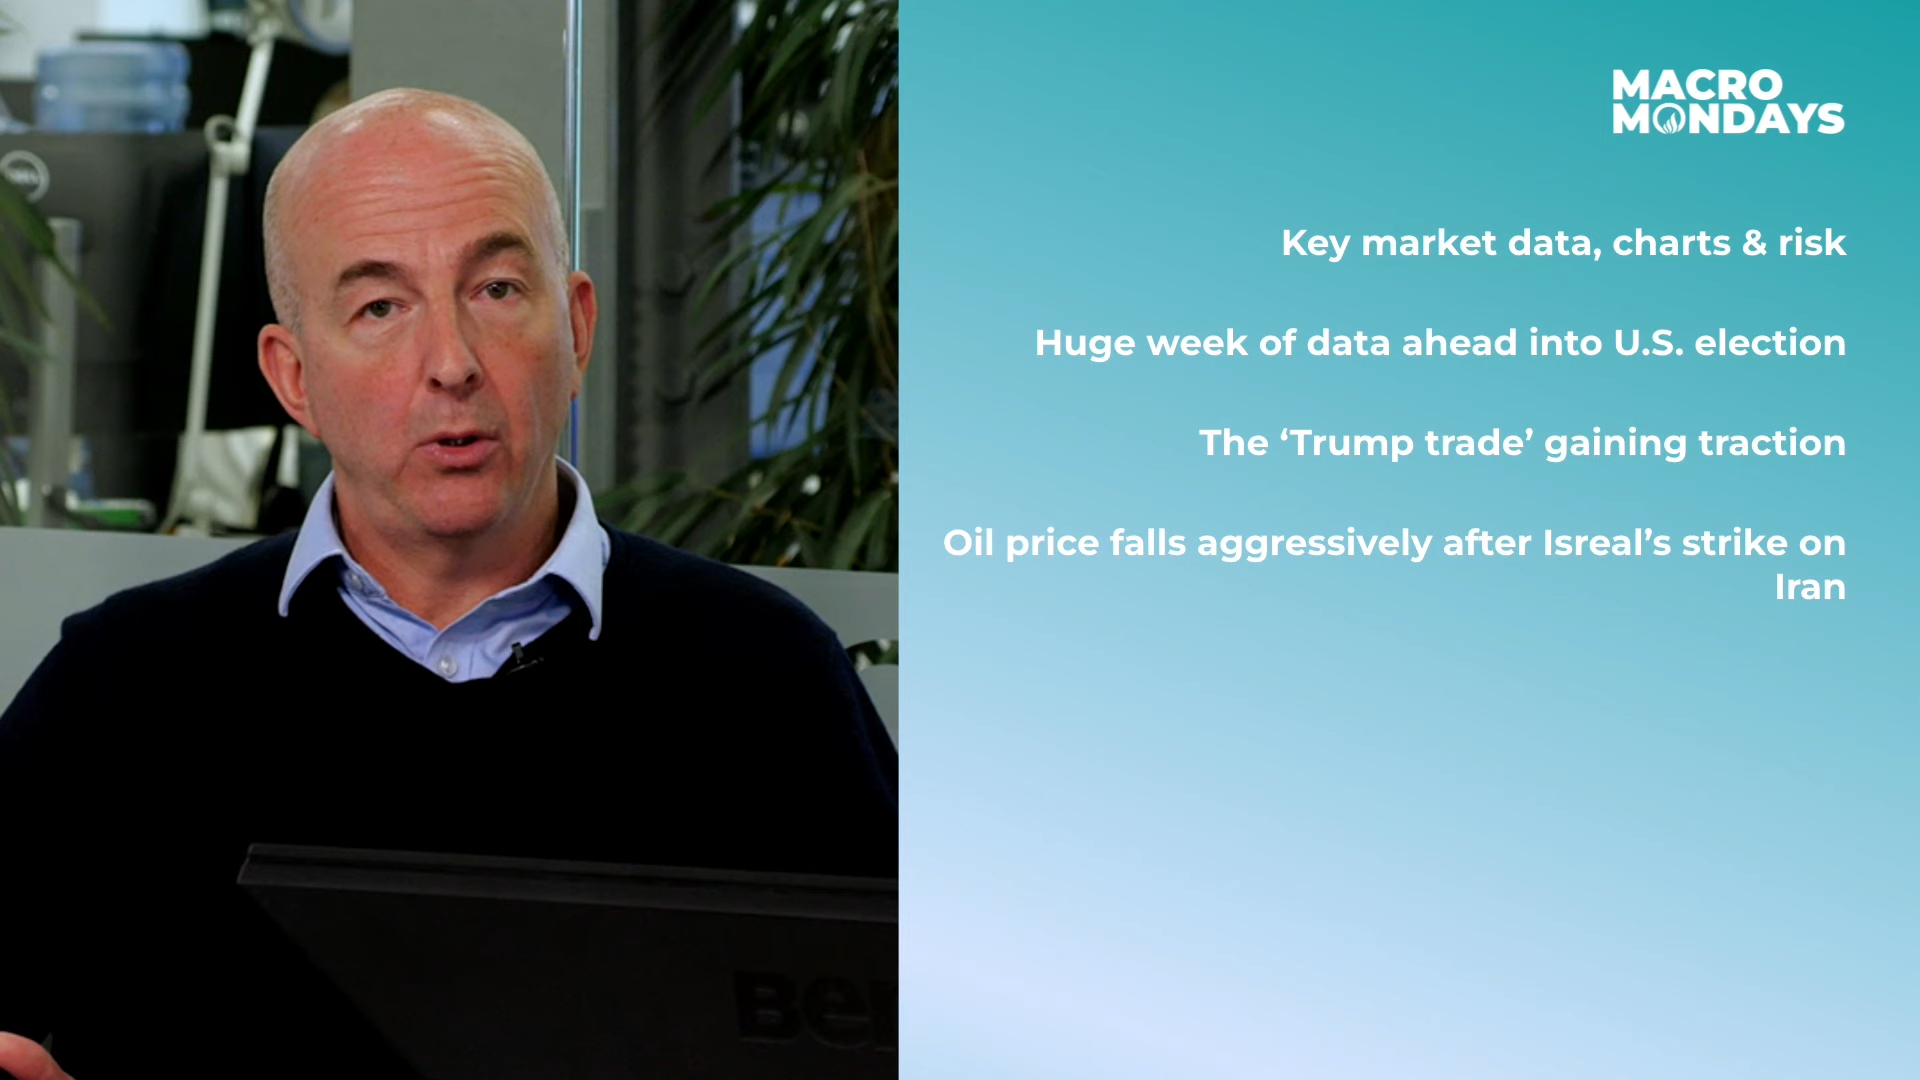 MACRO
MONDAYS
Key market data, charts & risk
Huge week of data ahead into U.S. election
The ‘Trump trade’ gaining traction
Oil price falls aggressively after Isreal’s strike on
Iran